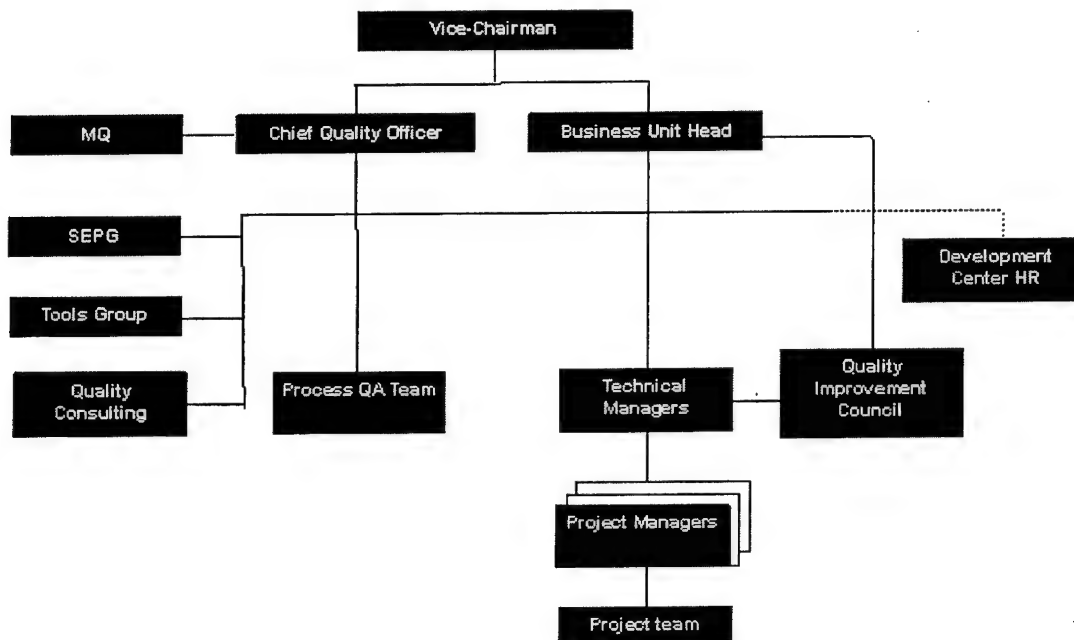 Vice-Chairman
MQ
Chief Quality Officer
Business Unit Head
SEPG
Development
Center HR
Tools Group
Quality
Consulting
Process QA Team
Technical
Managers
Quality
Improvement
Council
Project Managers
Project team